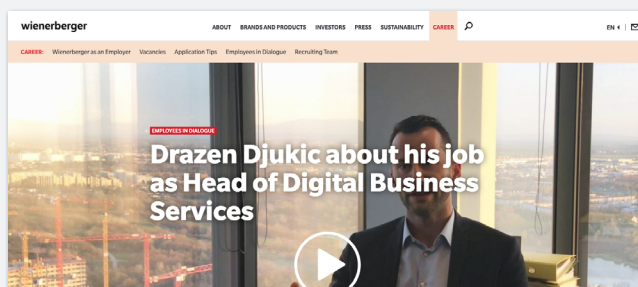 wienerberger
ABOUT BRANDS AND PRODUCTS INVESTORS PRESS SUSTAINABILITY CAREER
EN
CAREER: Wienerberger as an Employer Vacancies Application Tips Employees in Dialogue Recruiting Team
EMPLOYEES IN DIALOGUE
Drazen Djukic about his job
as Head of Digital Business
Services